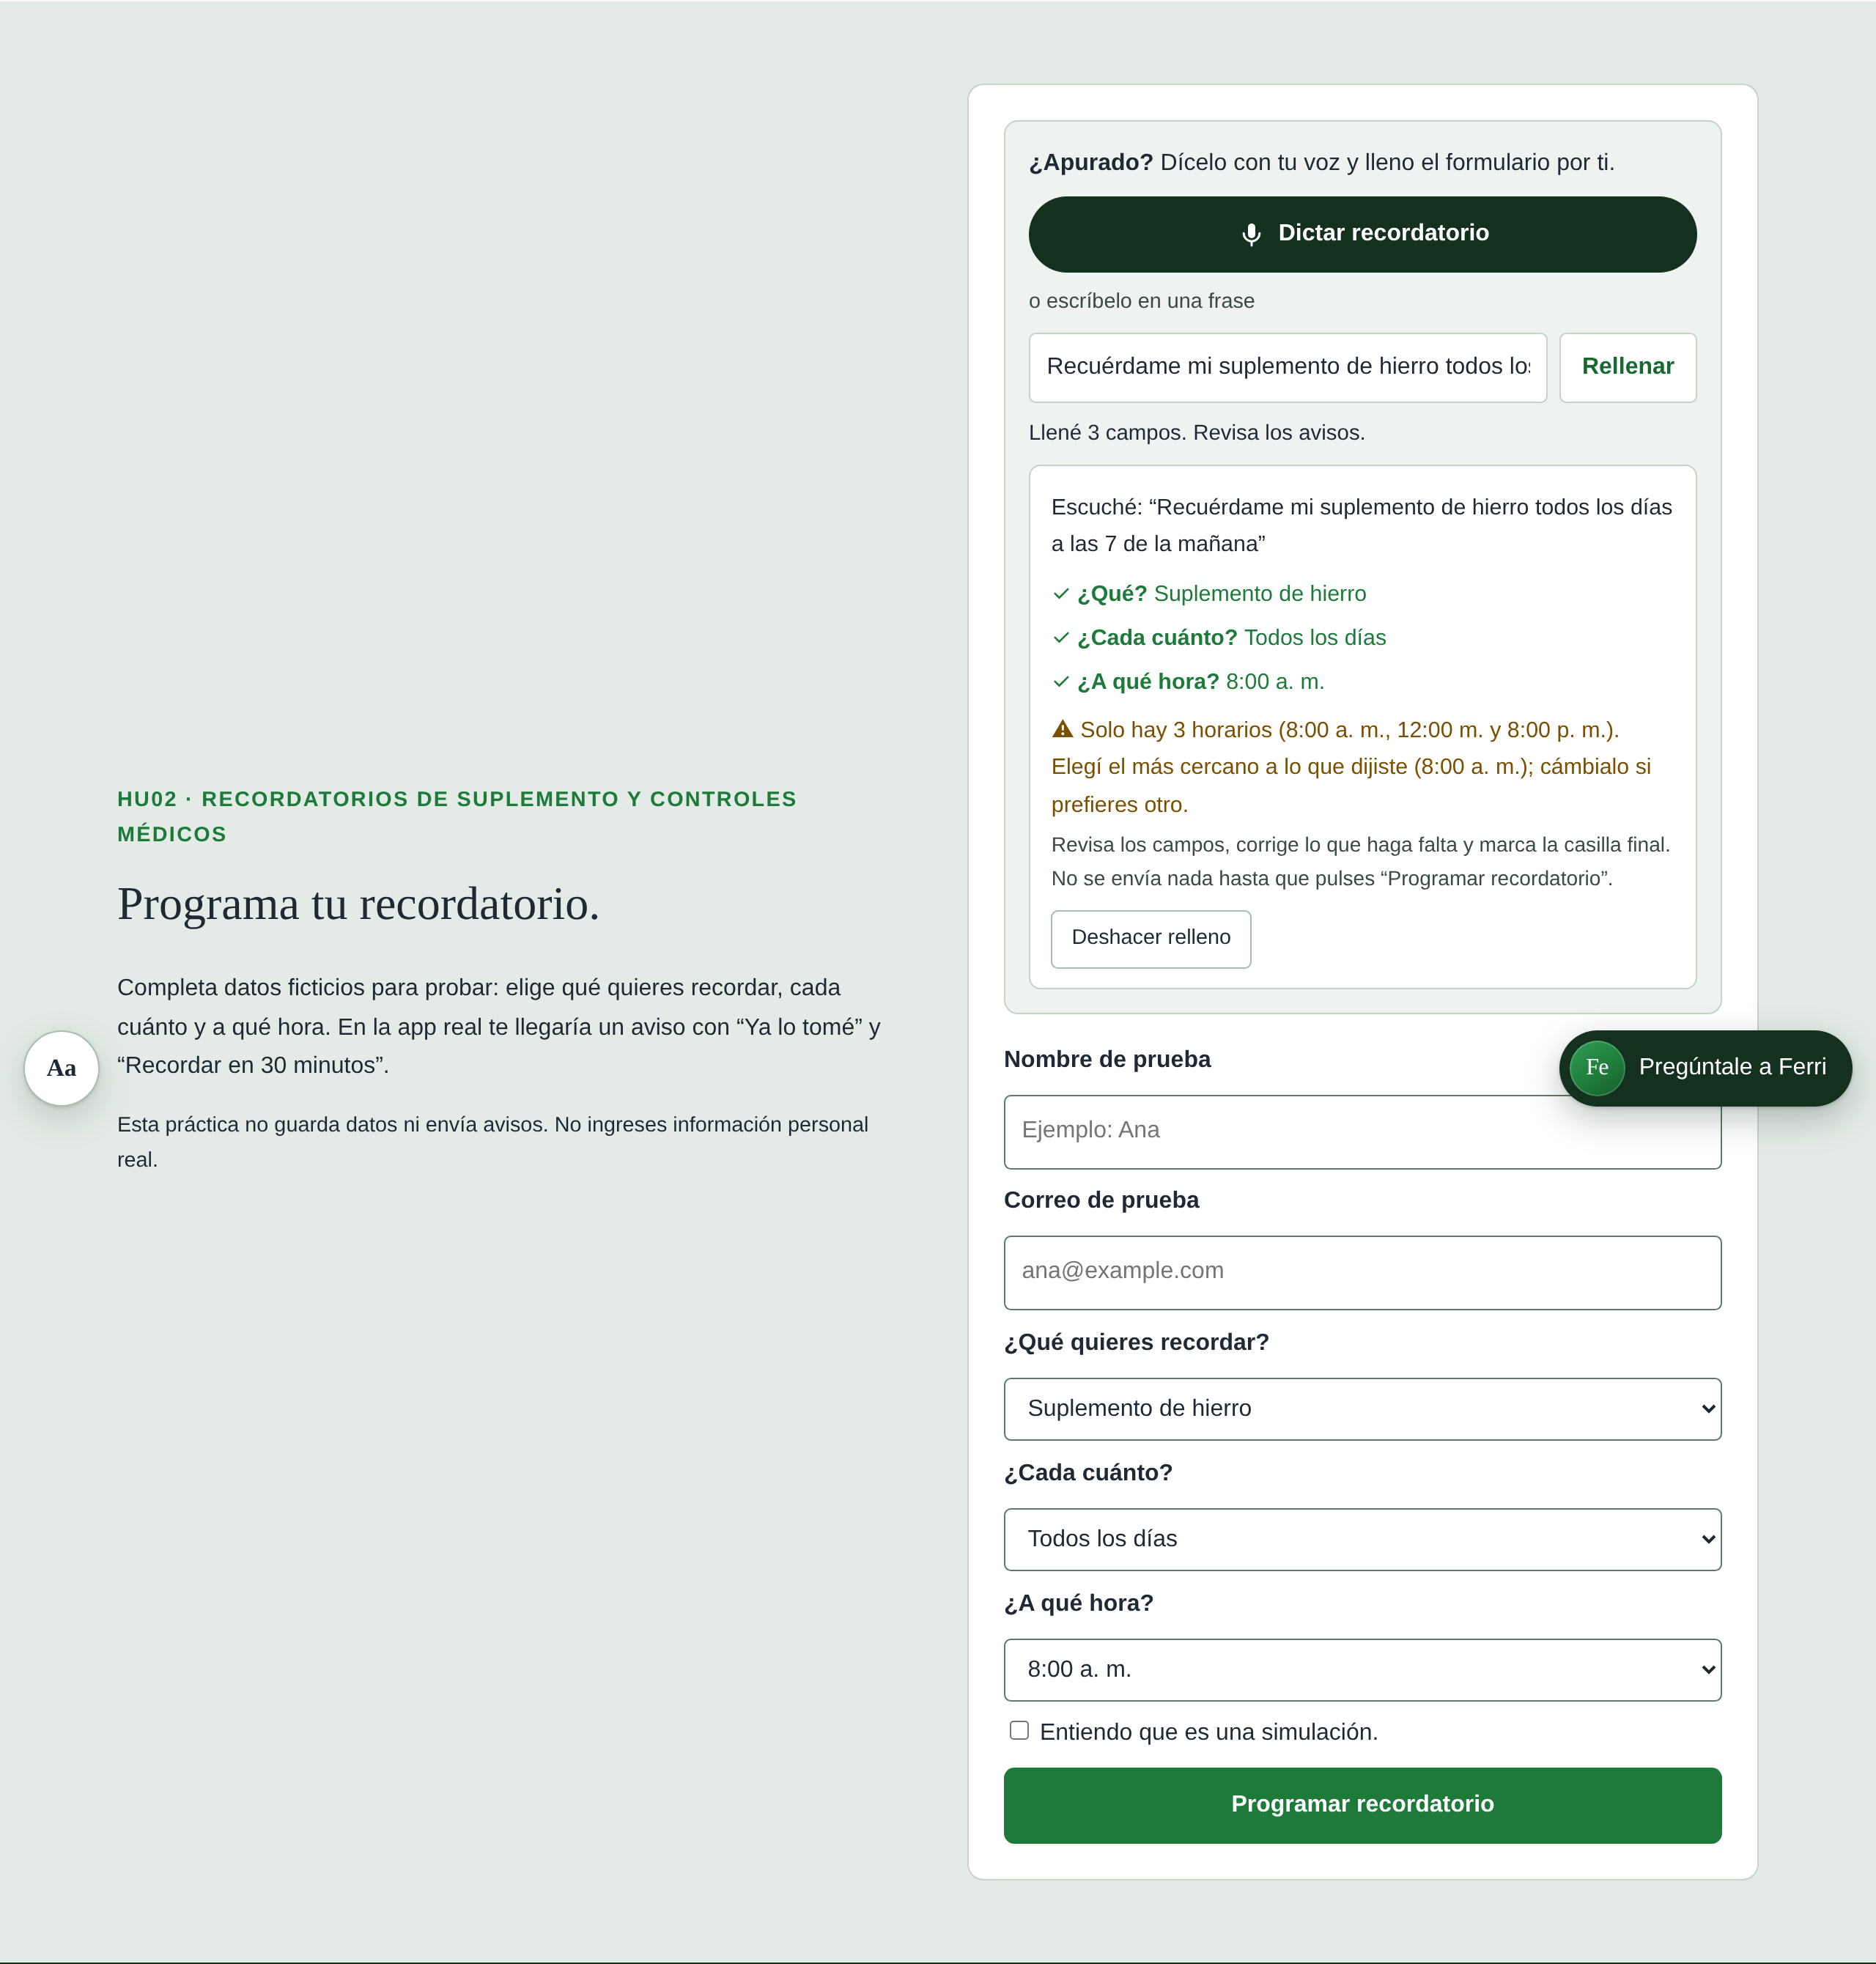 HU02 · RECORDATORIOS DE SUPLEMENTO Y CONTROLES
MÉDICOS
Programa tu recordatorio.
Completa datos ficticios para probar: elige qué quieres recordar, cada
cuánto y a qué hora. En la app real te llegaría un aviso con “Ya lo tomé” y
“Recordar en 30 minutos”.
Esta práctica no guarda datos ni envía avisos. No ingreses información personal
real.
Aa
¿Apurado? Dícelo con tu voz y lleno el formulario por ti.
Dictar recordatorio
o escríbelo en una frase
Recuérdame mi suplemento de hierro todos los
Rellenar
Llené 3 campos. Revisa los avisos.
Escuché: “Recuérdame mi suplemento de hierro todos los días
a las 7 de la mañana”
¿Qué? Suplemento de hierro
¿Cada cuánto? Todos los días
¿A qué hora? 8:00 a. m.
Solo hay 3 horarios (8:00 a. m., 12:00 m. y 8:00 p. m.).
Elegí el más cercano a lo que dijiste (8:00 a. m.); cámbialo si
prefieres otro.
Revisa los campos, corrige lo que haga falta y marca la casilla final.
No se envía nada hasta que pulses “Programar recordatorio”.
Deshacer relleno
Nombre de prueba
Fe Pregúntale a Ferri
Ejemplo: Ana
Correo de prueba
ana@example.com
¿Qué quieres recordar?
Suplemento de hierro
¿Cada cuánto?
Todos los días
¿A qué hora?
8:00 a. m.
Entiendo que es una simulación.
Programar recordatorio